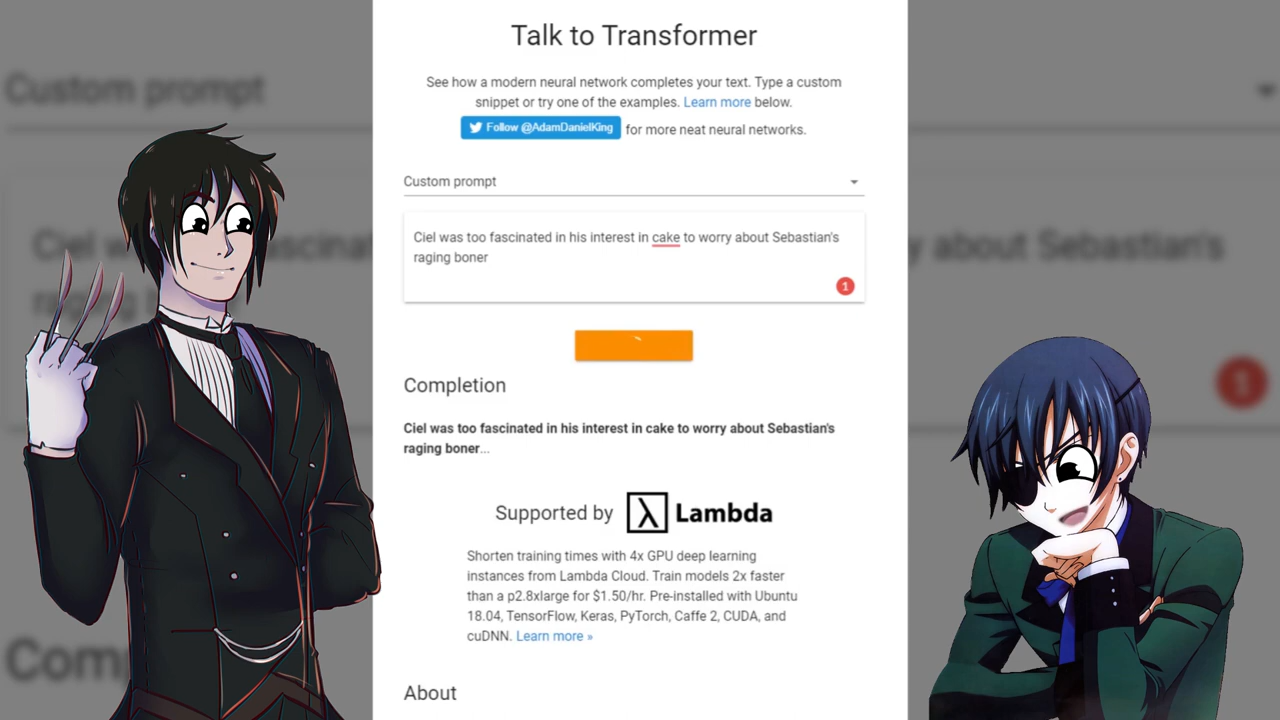 Talk to Transformer
See how a modern neural network completes your text. Type a custom
snippet or try one of the examples. Learn more below.
Follow @AdamDanielKing for more neat neural networks.
Custom prompt
Custom prompt
Ciel was too fascinated in his interest in cake to worry about Sebastian's
raging boner
1
Completion
Ciel was too fascinated in his interest in cake to worry about Sebastian's
raging boner...
Supported by λ Lambda
Shorten training times with 4x GPU deep learning
instances from Lambda Cloud. Train models 2x faster
than a p2.8xlarge for $1.50/hr. Pre-installed with Ubuntu
18.04, TensorFlow, Keras, PyTorch, Caffe 2, CUDA, and
cuDNN. Learn more »
About